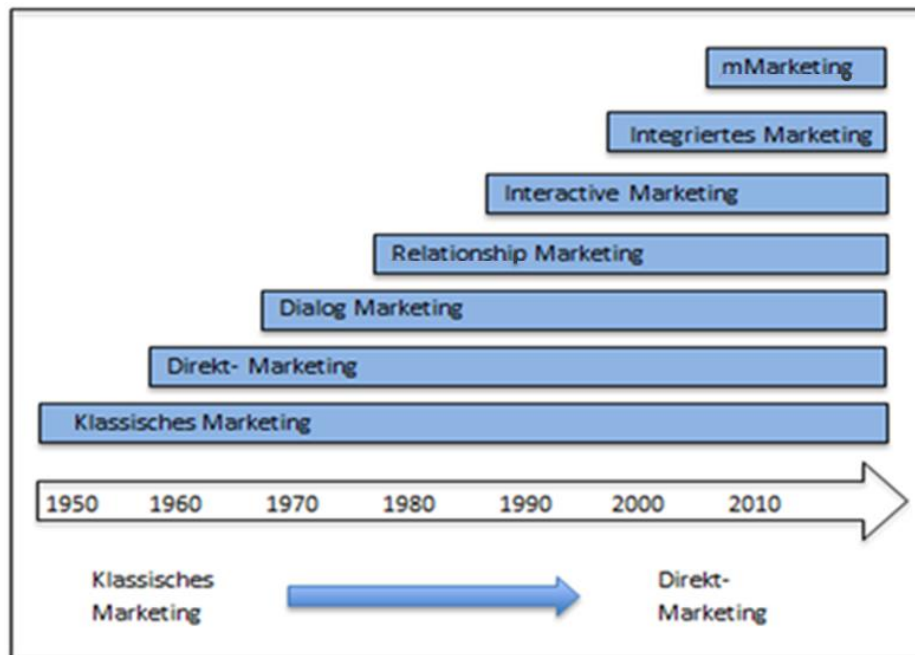 mMarketing
Integriertes Marketing
Interactive Marketing
Relationship Marketing
Dialog Marketing
Direkt- Marketing
Klassisches Marketing
1950 1960 1970 1980 1990 2000 2010
Klassisches
Marketing
Direkt-
Marketing